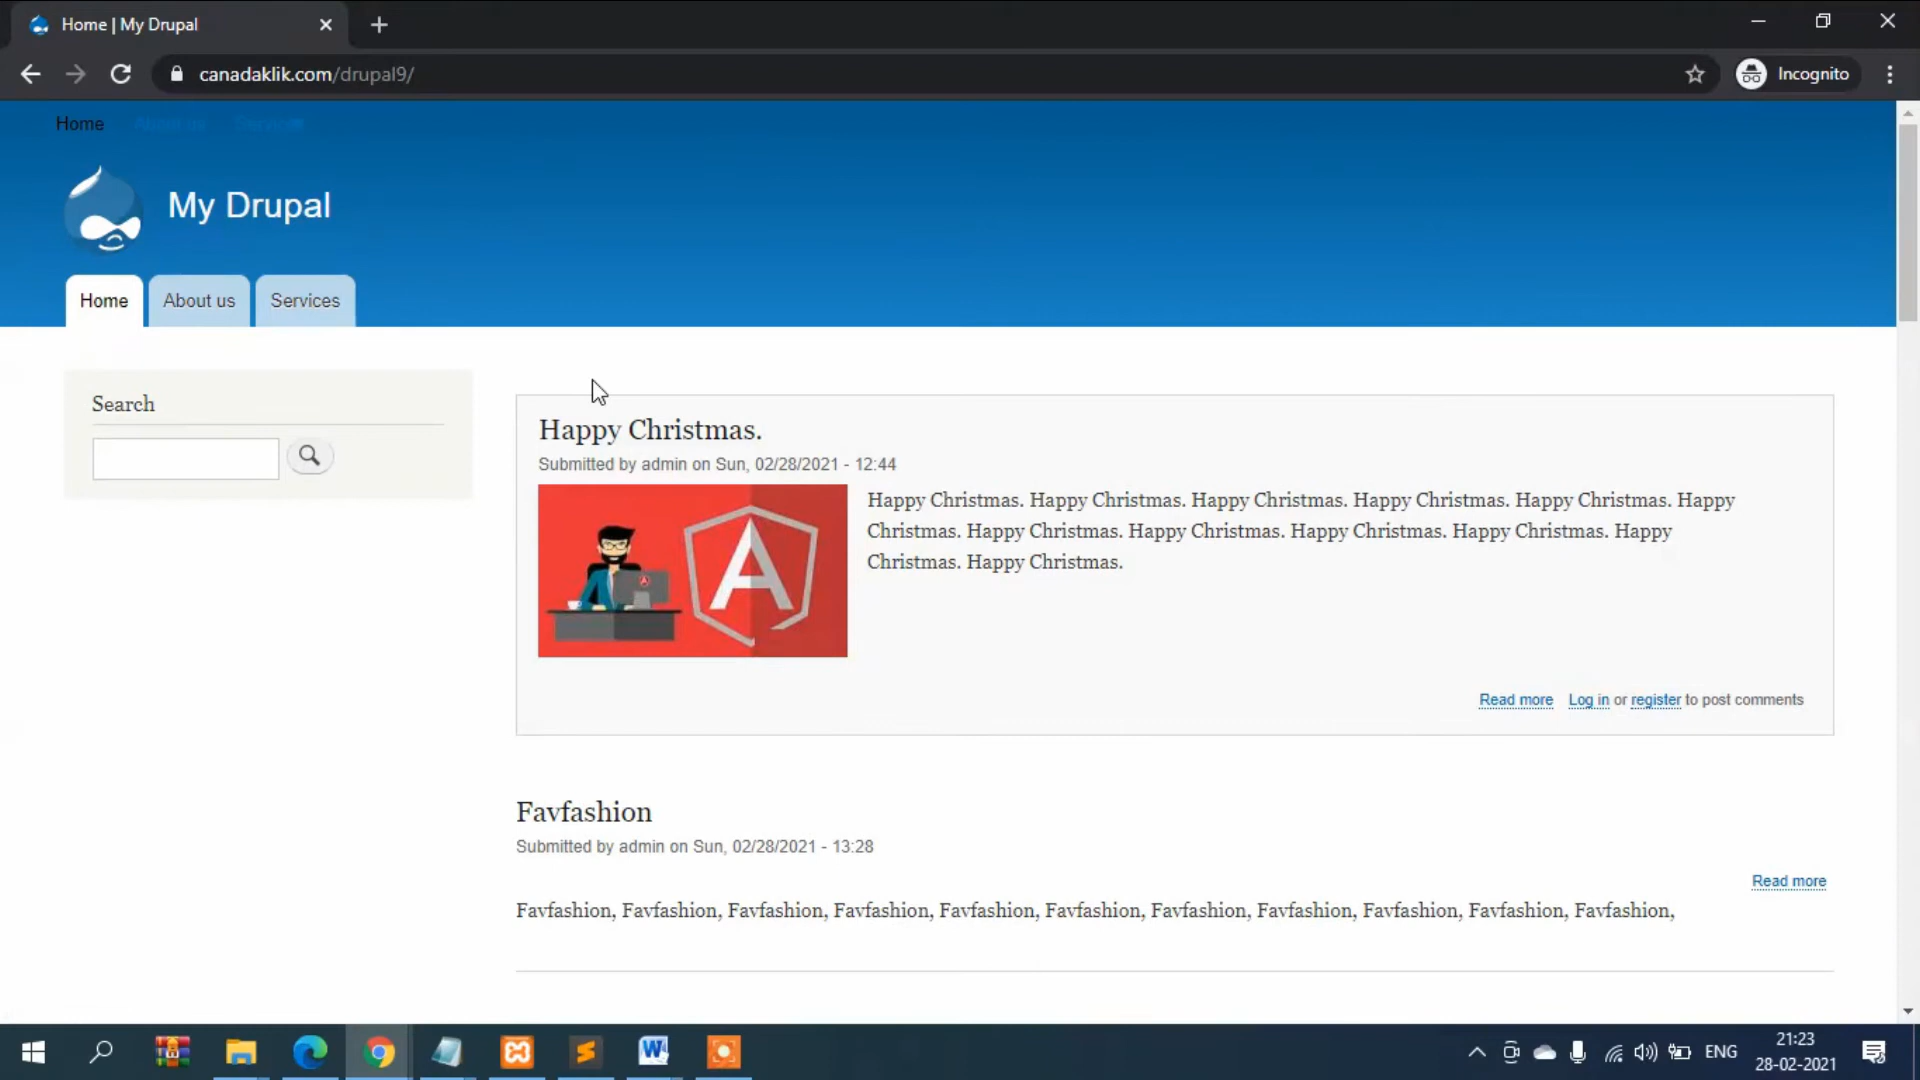 Home | My Drupal
canadaklik.com/drupal9/
Incognito
Home About us Services
My Drupal
Home About us Services
Search
Happy Christmas.
Submitted by admin on Sun, 02/28/2021 - 12:44
Happy Christmas. Happy Christmas. Happy Christmas. Happy Christmas. Happy Christmas. Happy
Christmas. Happy Christmas. Happy Christmas. Happy Christmas. Happy Christmas. Happy
Christmas. Happy Christmas.
Read more Log in or register to post comments
Favfashion
Submitted by admin on Sun, 02/28/2021 - 13:28
Read more
Favfashion, Favfashion, Favfashion, Favfashion, Favfashion, Favfashion, Favfashion, Favfashion, Favfashion, Favfashion, Favfashion,
ENG
21:23
28-02-2021